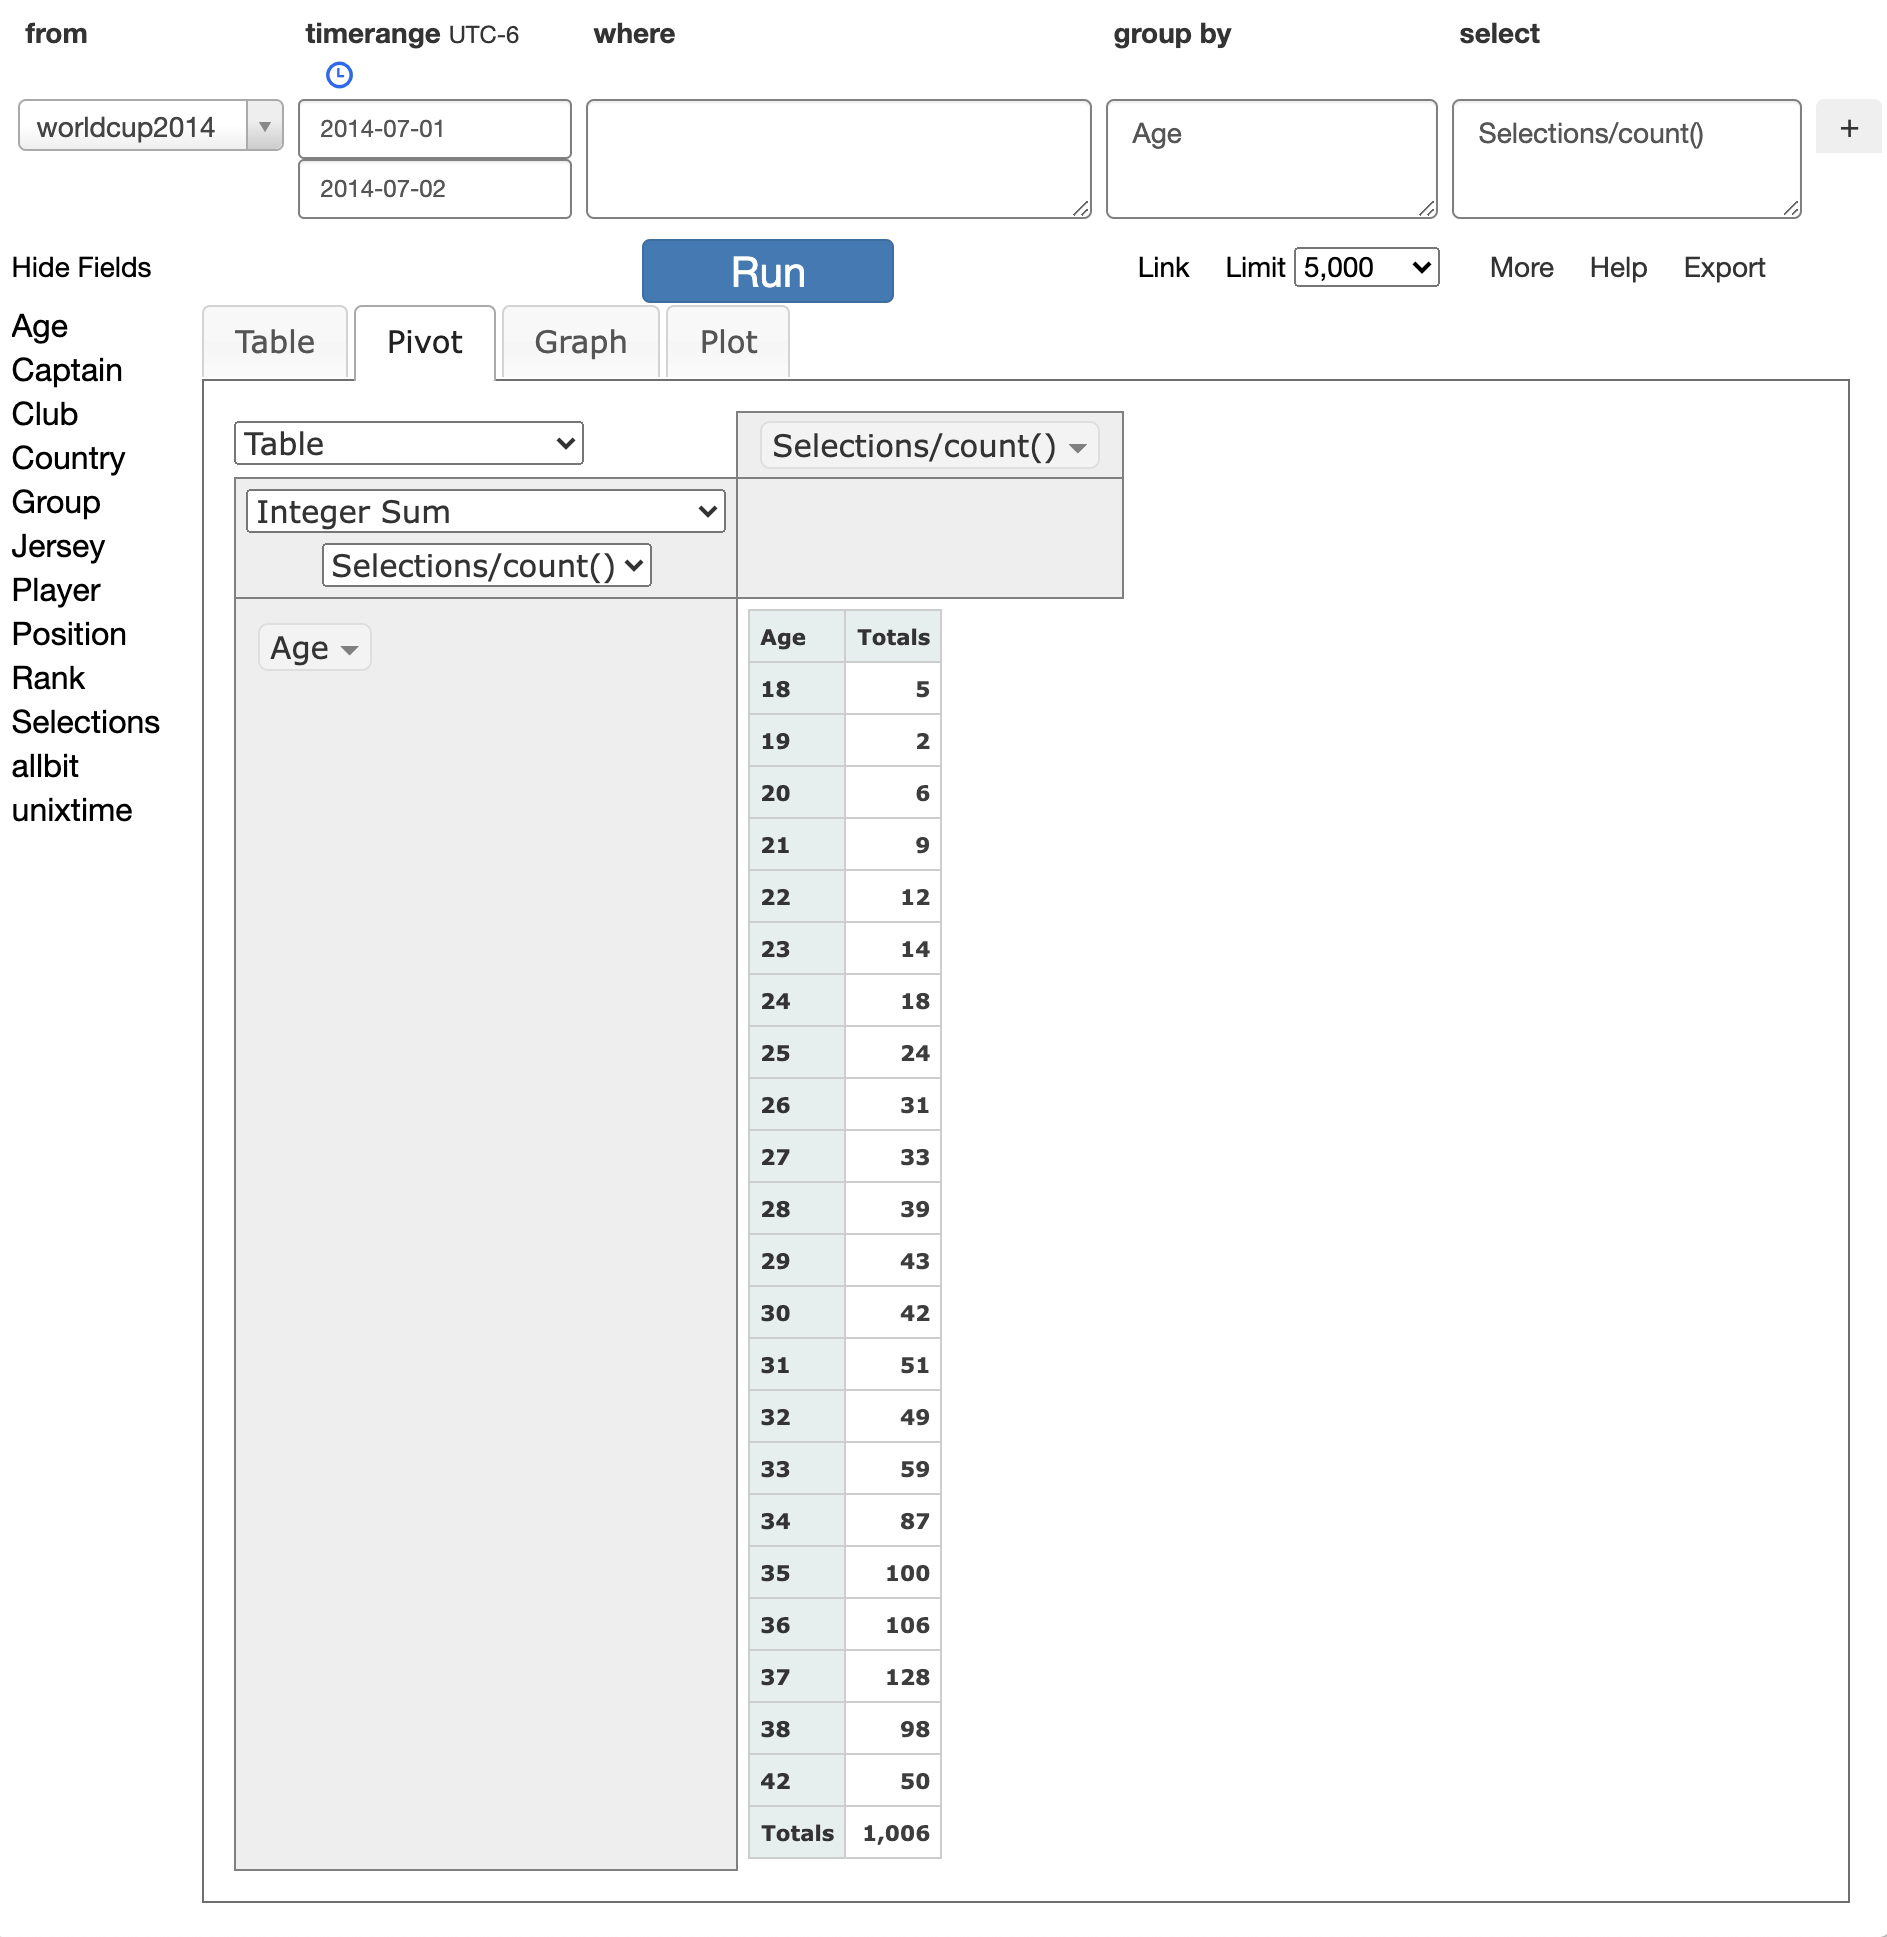 from timerange UTC-6 where group by select
worldcup2014 2014-07-01 Age Selections/count() +
2014-07-02
Hide Fields Run Link Limit 5,000 More Help Export
Age
Captain
Club
Country
Group
Jersey
Player
Position
Rank
Selections
allbit
unixtime
Table Pivot Graph Plot
Table Selections/count()
Integer Sum
Selections/count()
Age
Age Totals
18 5
19 2
20 6
21 9
22 12
23 14
24 18
25 24
26 31
27 33
28 39
29 43
30 42
31 51
32 49
33 59
34 87
35 100
36 106
37 128
38 98
42 50
Totals 1,006